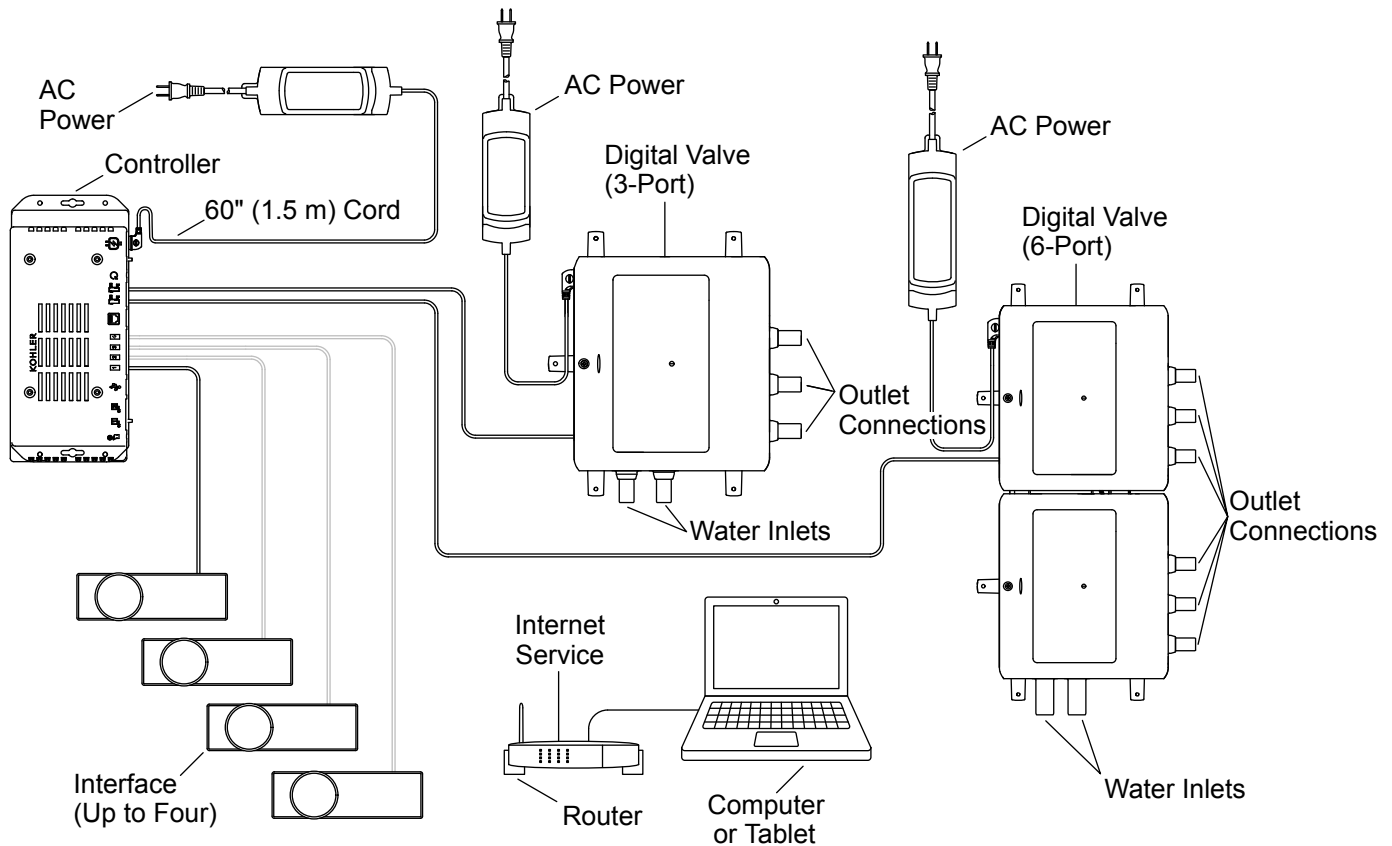 AC
Power
AC Power
AC Power
Controller
60" (1.5 m) Cord
Digital Valve
(3-Port)
Digital Valve
(6-Port)
KOHLER
Outlet
Connections
Outlet
Connections
Water Inlets
Internet
Service
Interface
(Up to Four)
Router
Computer
or Tablet
Water Inlets